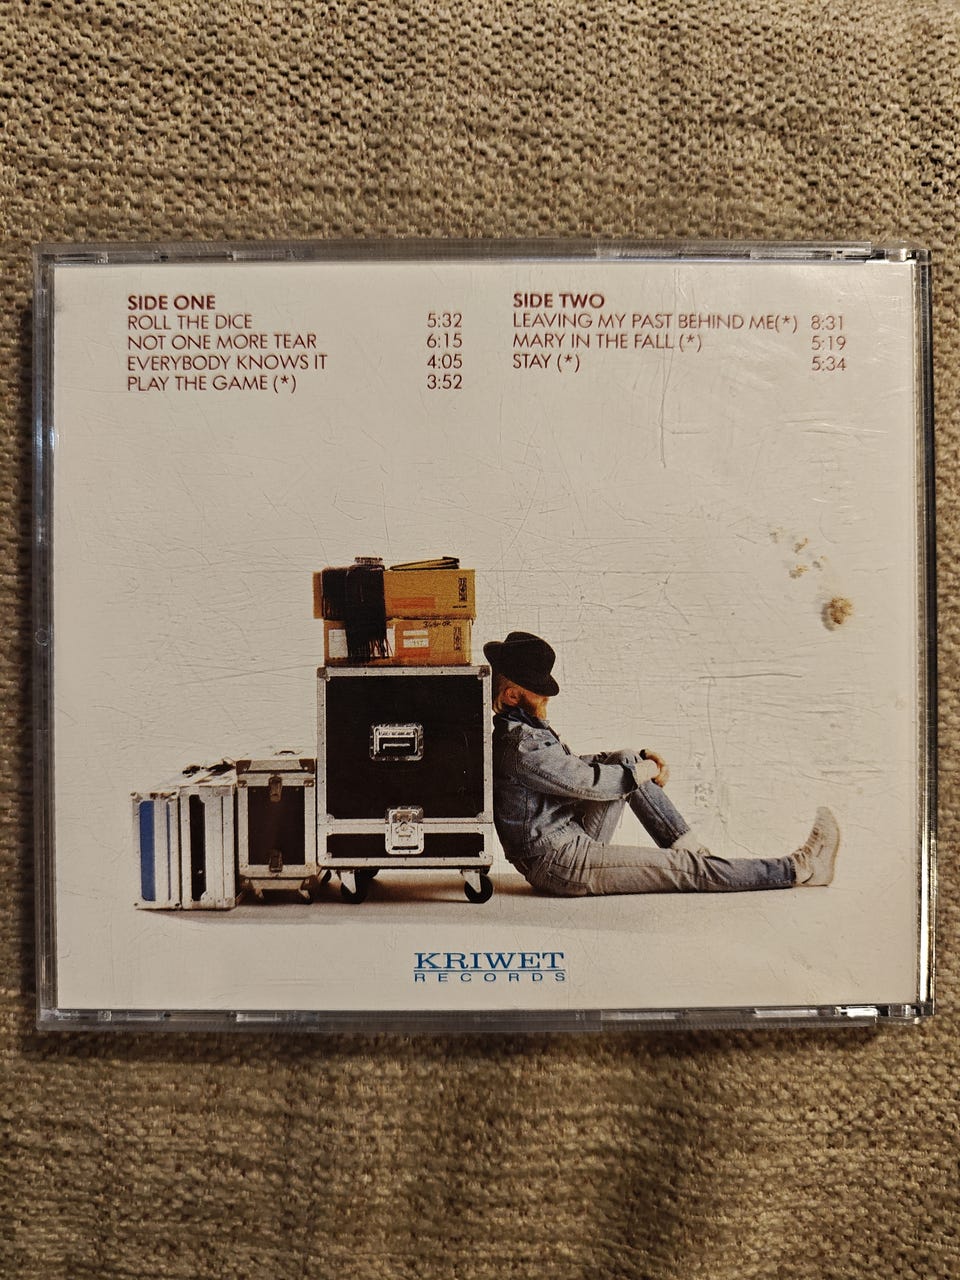 SIDE ONE
ROLL THE DICE 5:32
NOT ONE MORE TEAR 6:15
EVERYBODY KNOWS IT 4:05
PLAY THE GAME (*) 3:52
SIDE TWO
LEAVING MY PAST BEHIND ME(*) 8:31
MARY IN THE FALL (*) 5:19
STAY (*) 5:34
KRIWET
RECORDS